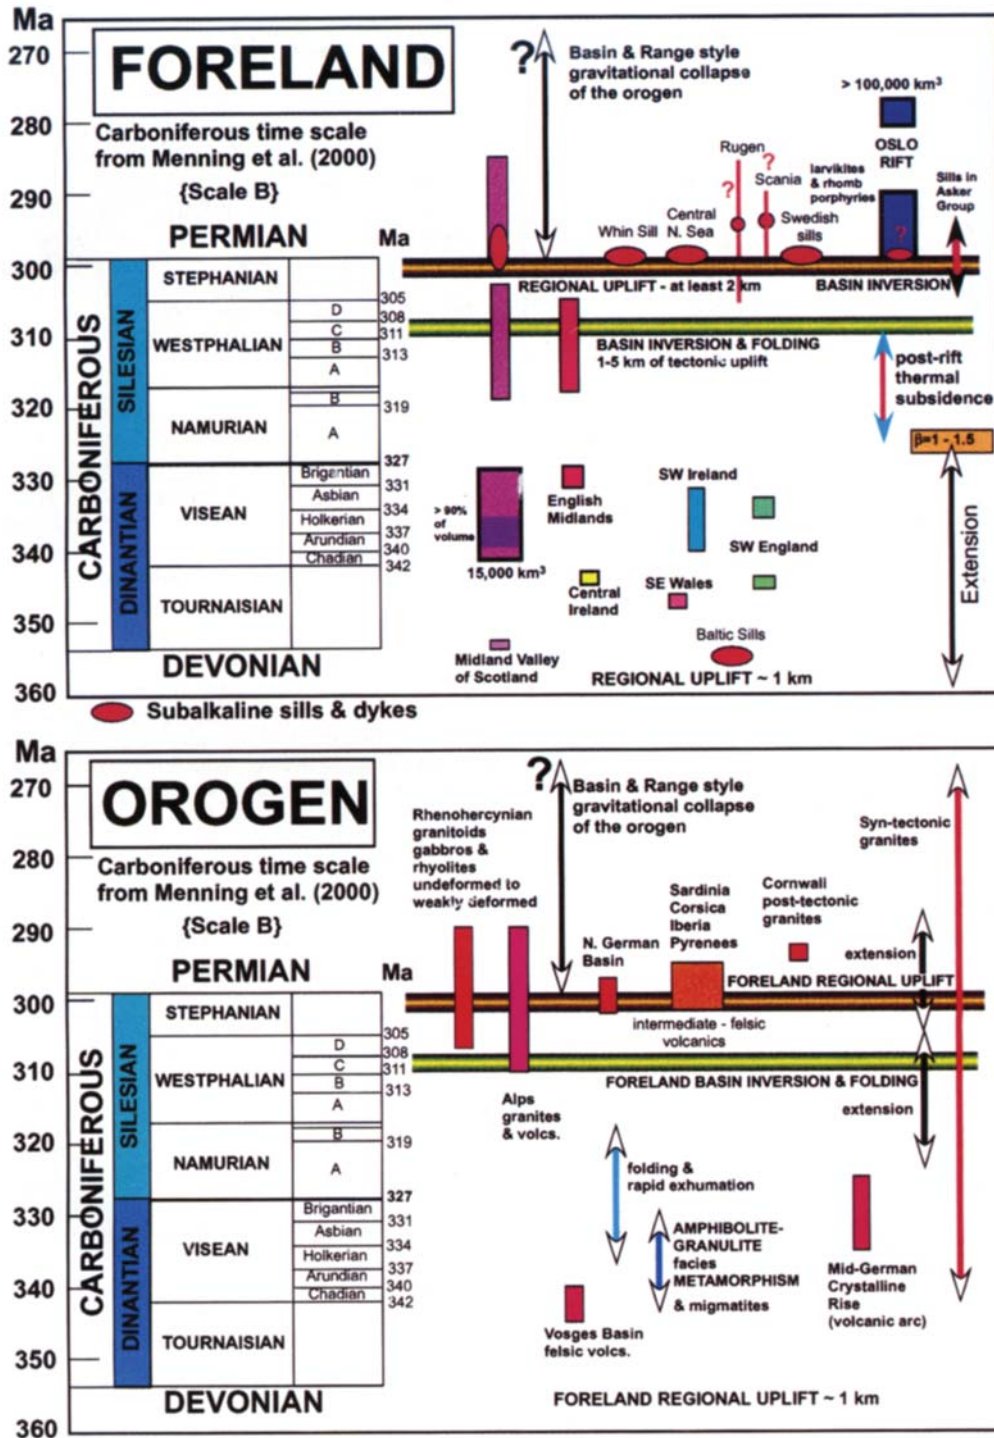 Ma
270
280
290
300
310
320
330
340
350
360
FORELAND
Carboniferous time scale
from Menning et al. (2000)
{Scale B}
PERMIAN
Ma
CARBONIFEROUS
SILESIAN
DINANTIAN
STEPHANIAN
305
WESTPHALIAN
D
308
C
311
B
313
A
NAMURIAN
B
319
A
327
VISEAN
Brigantian
331
Asbian
334
Holkerian
337
Arundian
340
Chadian
342
TOURNAISIAN
DEVONIAN
Subalkaline sills & dykes
?
Basin & Range style
gravitational collapse
of the orogen
> 100,000 km³
OSLO
RIFT
Rugen
?
?
Scania
larvikites
& rhomb
porphyries
Sills in
Asker
Group
Whin Sill
Central
N. Sea
Swedish
sills
?
REGIONAL UPLIFT - at least 2 km
BASIN INVERSION
BASIN INVERSION & FOLDING
1-5 km of tectonic uplift
post-rift
thermal
subsidence
β=1 - 1.5
Extension
> 90%
of
volume
15,000 km³
English
Midlands
SW Ireland
SW England
Central
Ireland
SE Wales
Baltic Sills
Midland Valley
of Scotland
REGIONAL UPLIFT ~ 1 km
Ma
270
280
290
300
310
320
330
340
350
360
OROGEN
Carboniferous time scale
from Menning et al. (2000)
{Scale B}
PERMIAN
Ma
CARBONIFEROUS
SILESIAN
DINANTIAN
STEPHANIAN
305
WESTPHALIAN
D
308
C
311
B
313
A
NAMURIAN
B
319
A
327
VISEAN
Brigantian
331
Asbian
334
Holkerian
337
Arundian
340
Chadian
342
TOURNAISIAN
DEVONIAN
?
Basin & Range style
gravitational collapse
of the orogen
Rhenohercynian
granitoids
gabbros &
rhyolites
undeformed to
weakly deformed
Syn-tectonic
granites
Sardinia
Corsica
Iberia
Pyrenees
Cornwall
post-tectonic
granites
N. German
Basin
extension
FORELAND REGIONAL UPLIFT
intermediate - felsic
volcanics
FORELAND BASIN INVERSION & FOLDING
extension
Alps
granites
& volcs.
folding &
rapid exhumation
AMPHIBOLITE-
GRANULITE
facies
METAMORPHISM
& migmatites
Mid-German
Crystalline
Rise
(volcanic arc)
Vosges Basin
felsic volcs.
FORELAND REGIONAL UPLIFT ~ 1 km